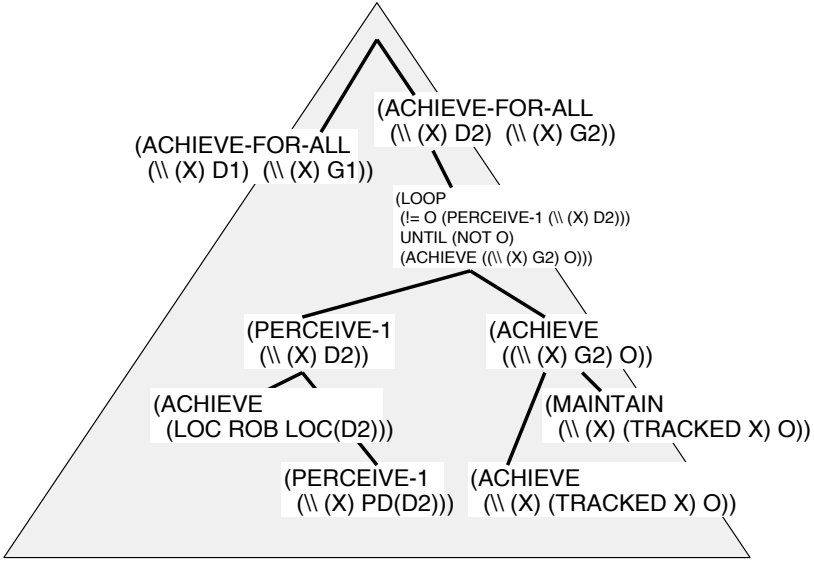 (ACHIEVE-FOR-ALL
(\\ (X) D2) (\\ (X) G2))
(ACHIEVE-FOR-ALL
(\\ (X) D1) (\\ (X) G1))
(LOOP
(!= O (PERCEIVE-1 (\\ (X) D2)))
UNTIL (NOT O)
(ACHIEVE ((\\ (X) G2) O)))
(PERCEIVE-1
(\\ (X) D2))
(ACHIEVE
((\\ (X) G2) O))
(ACHIEVE
(LOC ROB LOC(D2)))
(MAINTAIN
(\\ (X) (TRACKED X) O))
(PERCEIVE-1
(\\ (X) PD(D2)))
(ACHIEVE
(\\ (X) (TRACKED X) O))